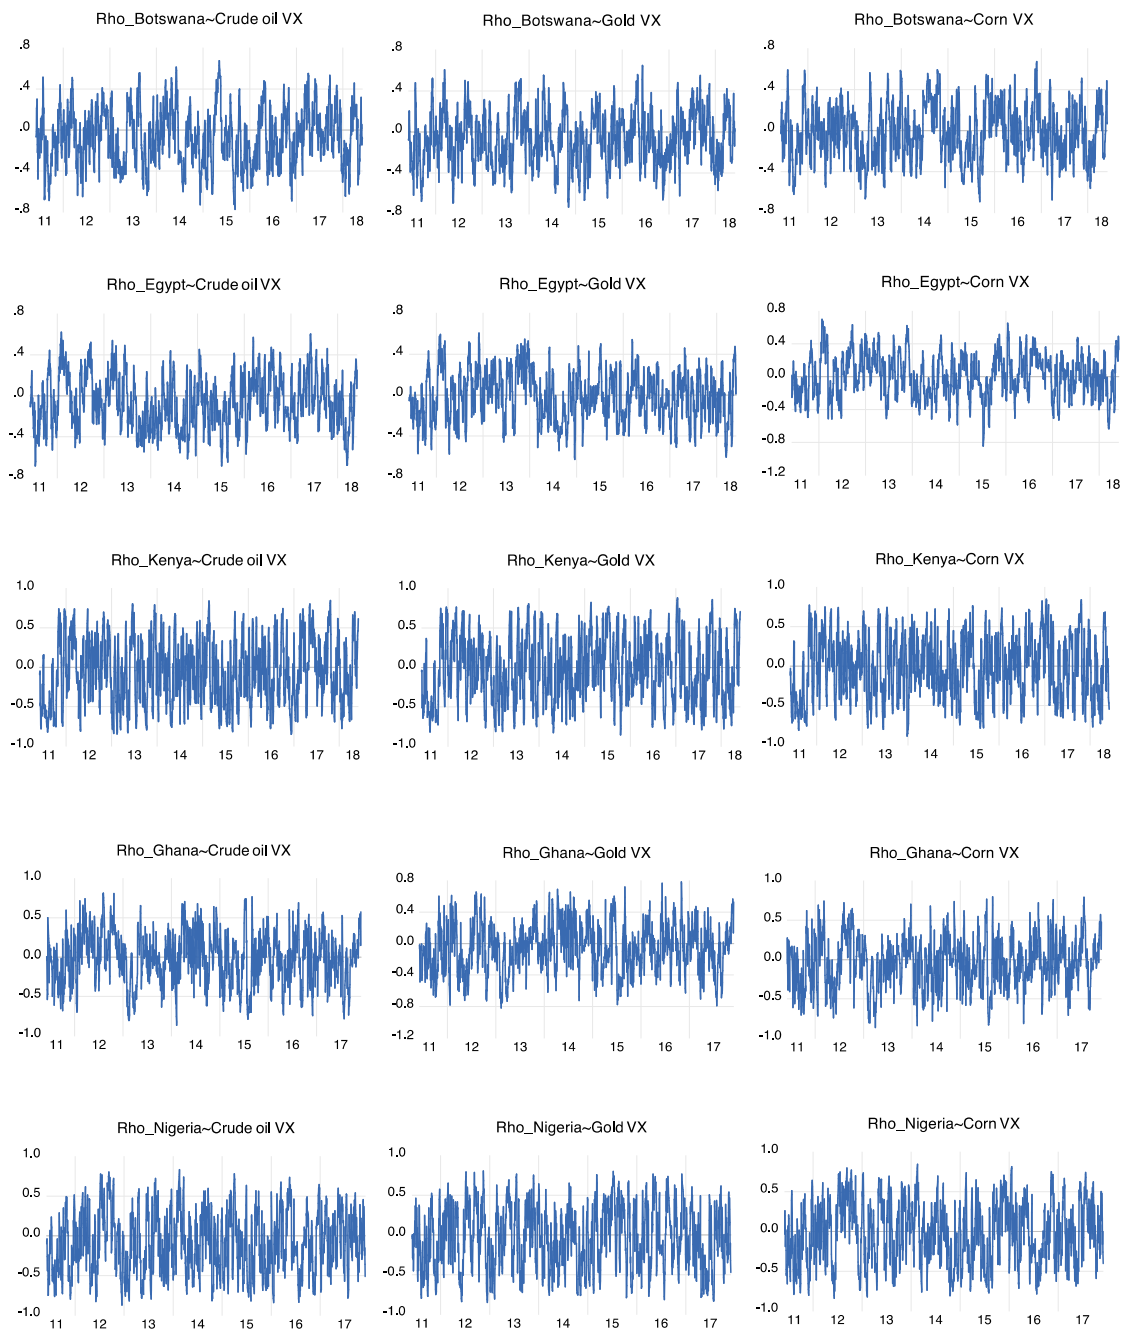 Rho_Botswana~Crude oil VX
.8
.4
.0
-.4
-.8
11 12 13 14 15 16 17 18
Rho_Botswana~Gold VX
.8
.4
.0
-.4
-.8
11 12 13 14 15 16 17 18
Rho_Botswana~Corn VX
.8
.4
.0
-.4
-.8
11 12 13 14 15 16 17 18
Rho_Egypt~Crude oil VX
.8
.4
.0
-.4
-.8
11 12 13 14 15 16 17 18
Rho_Egypt~Gold VX
.8
.4
.0
-.4
-.8
11 12 13 14 15 16 17 18
Rho_Egypt~Corn VX
0.8
0.4
0.0
-0.4
-0.8
-1.2
11 12 13 14 15 16 17 18
Rho_Kenya~Crude oil VX
1.0
0.5
0.0
-0.5
-1.0
11 12 13 14 15 16 17 18
Rho_Kenya~Gold VX
1.0
0.5
0.0
-0.5
-1.0
11 12 13 14 15 16 17 18
Rho_Kenya~Corn VX
1.0
0.5
0.0
-0.5
-1.0
11 12 13 14 15 16 17 18
Rho_Ghana~Crude oil VX
1.0
0.5
0.0
-0.5
-1.0
11 12 13 14 15 16 17
Rho_Ghana~Gold VX
0.8
0.4
0.0
-0.4
-0.8
-1.2
11 12 13 14 15 16 17
Rho_Ghana~Corn VX
1.0
0.5
0.0
-0.5
-1.0
11 12 13 14 15 16 17
Rho_Nigeria~Crude oil VX
1.0
0.5
0.0
-0.5
-1.0
11 12 13 14 15 16 17
Rho_Nigeria~Gold VX
1.0
0.5
0.0
-0.5
-1.0
11 12 13 14 15 16 17
Rho_Nigeria~Corn VX
1.0
0.5
0.0
-0.5
-1.0
11 12 13 14 15 16 17